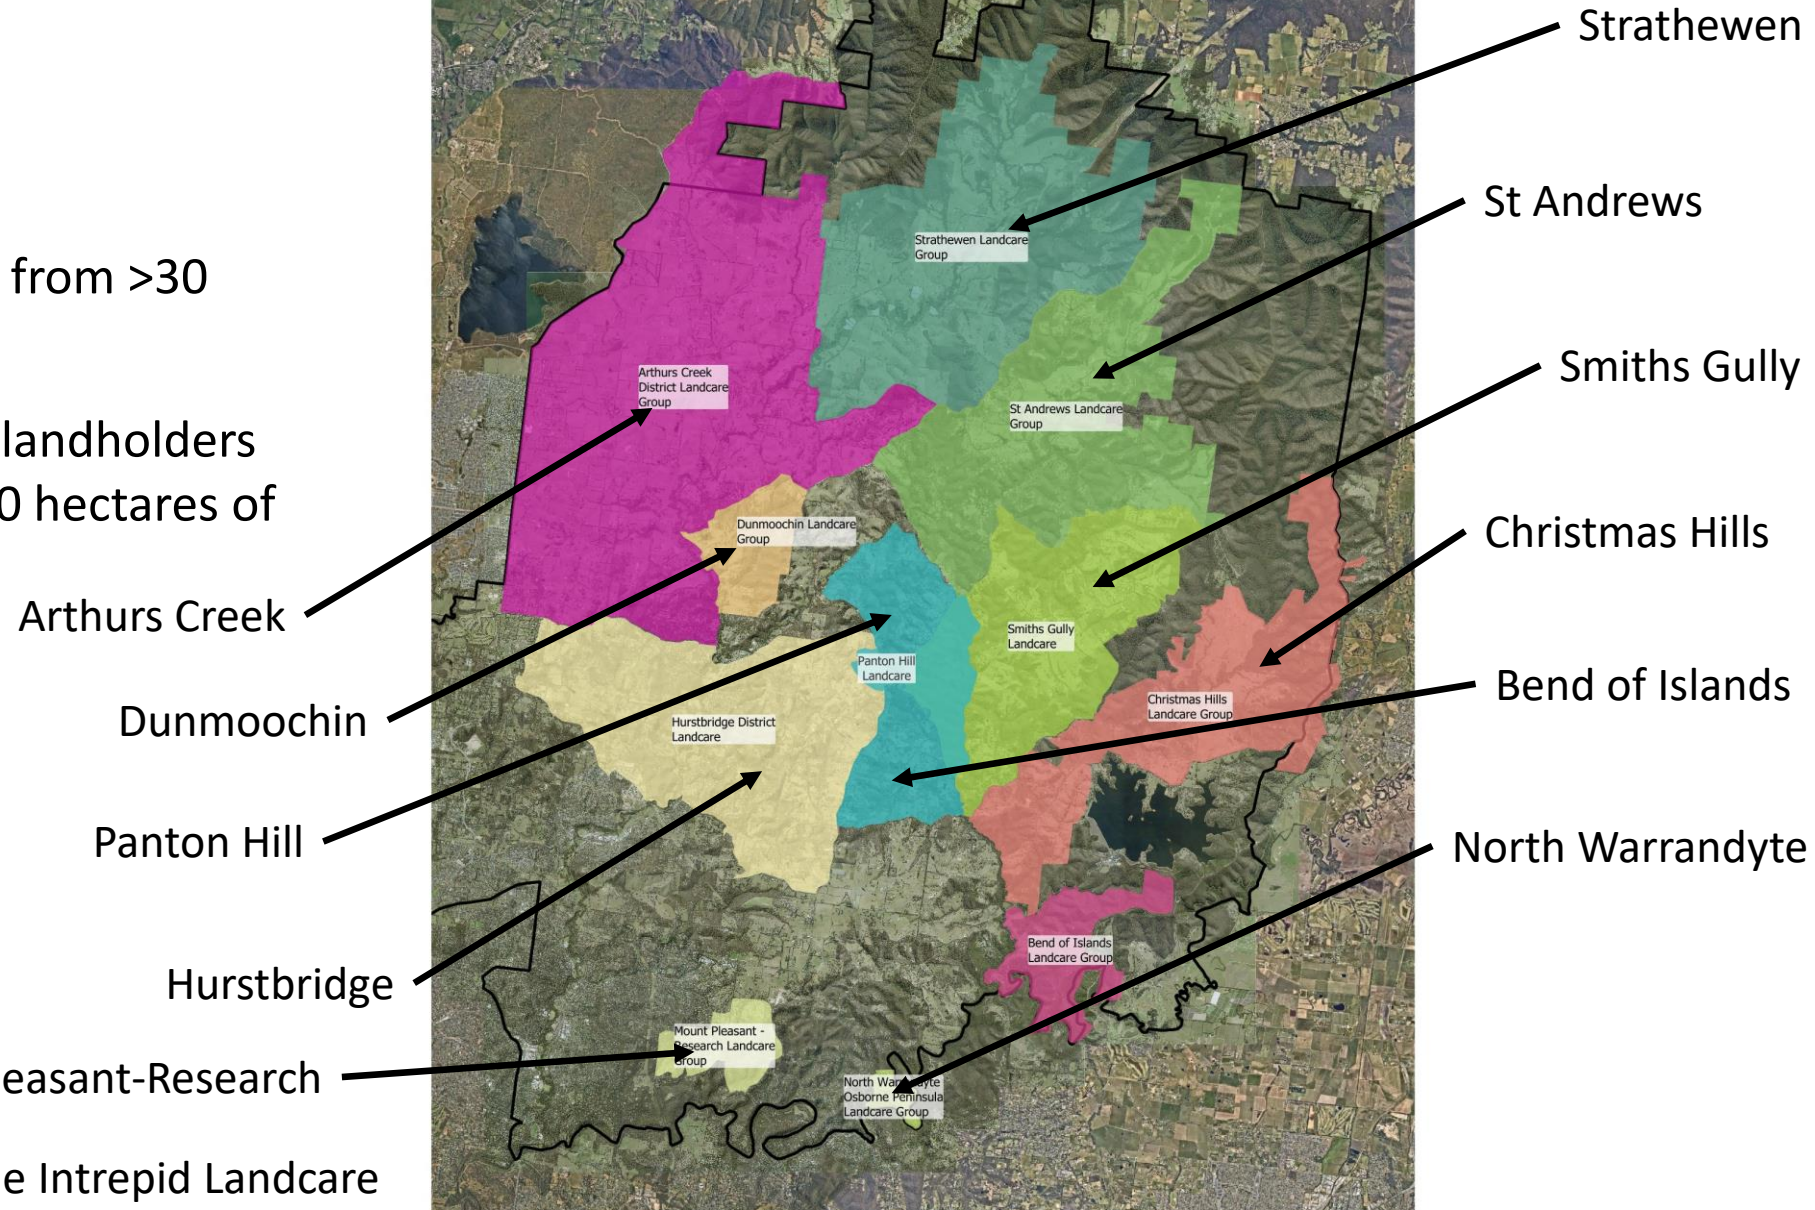 Strathewen
St Andrews
from >30
Smiths Gully
landholders
0 hectares of
Christmas Hills
Arthurs Creek
Bend of Islands
Dunmoochin
Panton Hill
North Warrandyte
Hurstbridge
easant-Research
e Intrepid Landcare
Strathewen Landcare
Group
Arthurs Creek
District Landcare
Group
St Andrews Landcare
Group
Dunmoochin Landcare
Group
Smiths Gully
Landcare
Panton Hill
Landcare
Christmas Hills
Landcare Group
Hurstbridge District
Landcare
Bend of Islands
Landcare Group
Mount Pleasant -
Research Landcare
Group
North Warrandyte
Osborne Peninsula
Landcare Group